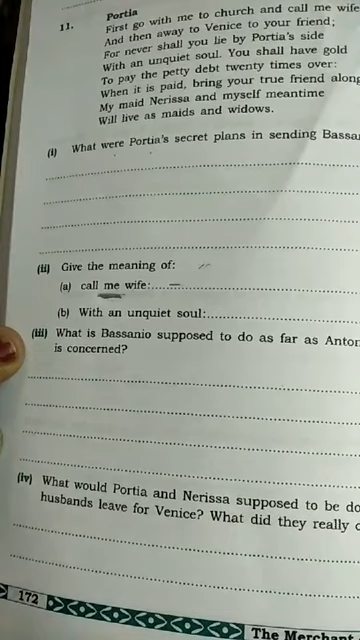 11. Portia
First go with me to church and call me wife
And then away to Venice to your friend;
For never shall you lie by Portia's side
With an unquiet soul. You shall have gold
To pay the petty debt twenty times over:
When it is paid, bring your true friend along
My maid Nerissa and myself meantime
Will live as maids and widows.
(i) What were Portia's secret plans in sending Bassa
(ii) Give the meaning of:
(a) call me wife:
(b) With an unquiet soul:
(iii) What is Bassanio supposed to do as far as Anton
is concerned?
(iv) What would Portia and Nerissa supposed to be do
husbands leave for Venice? What did they really
172
The Merchant